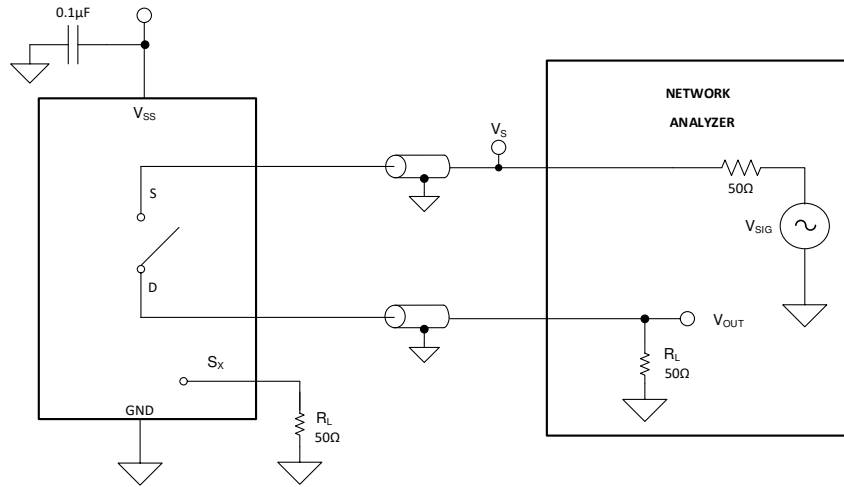 0.1µF
VSS
NETWORK
ANALYZER
VS
S
50Ω
VSIG
D
VOUT
SX
RL
50Ω
GND
RL
50Ω